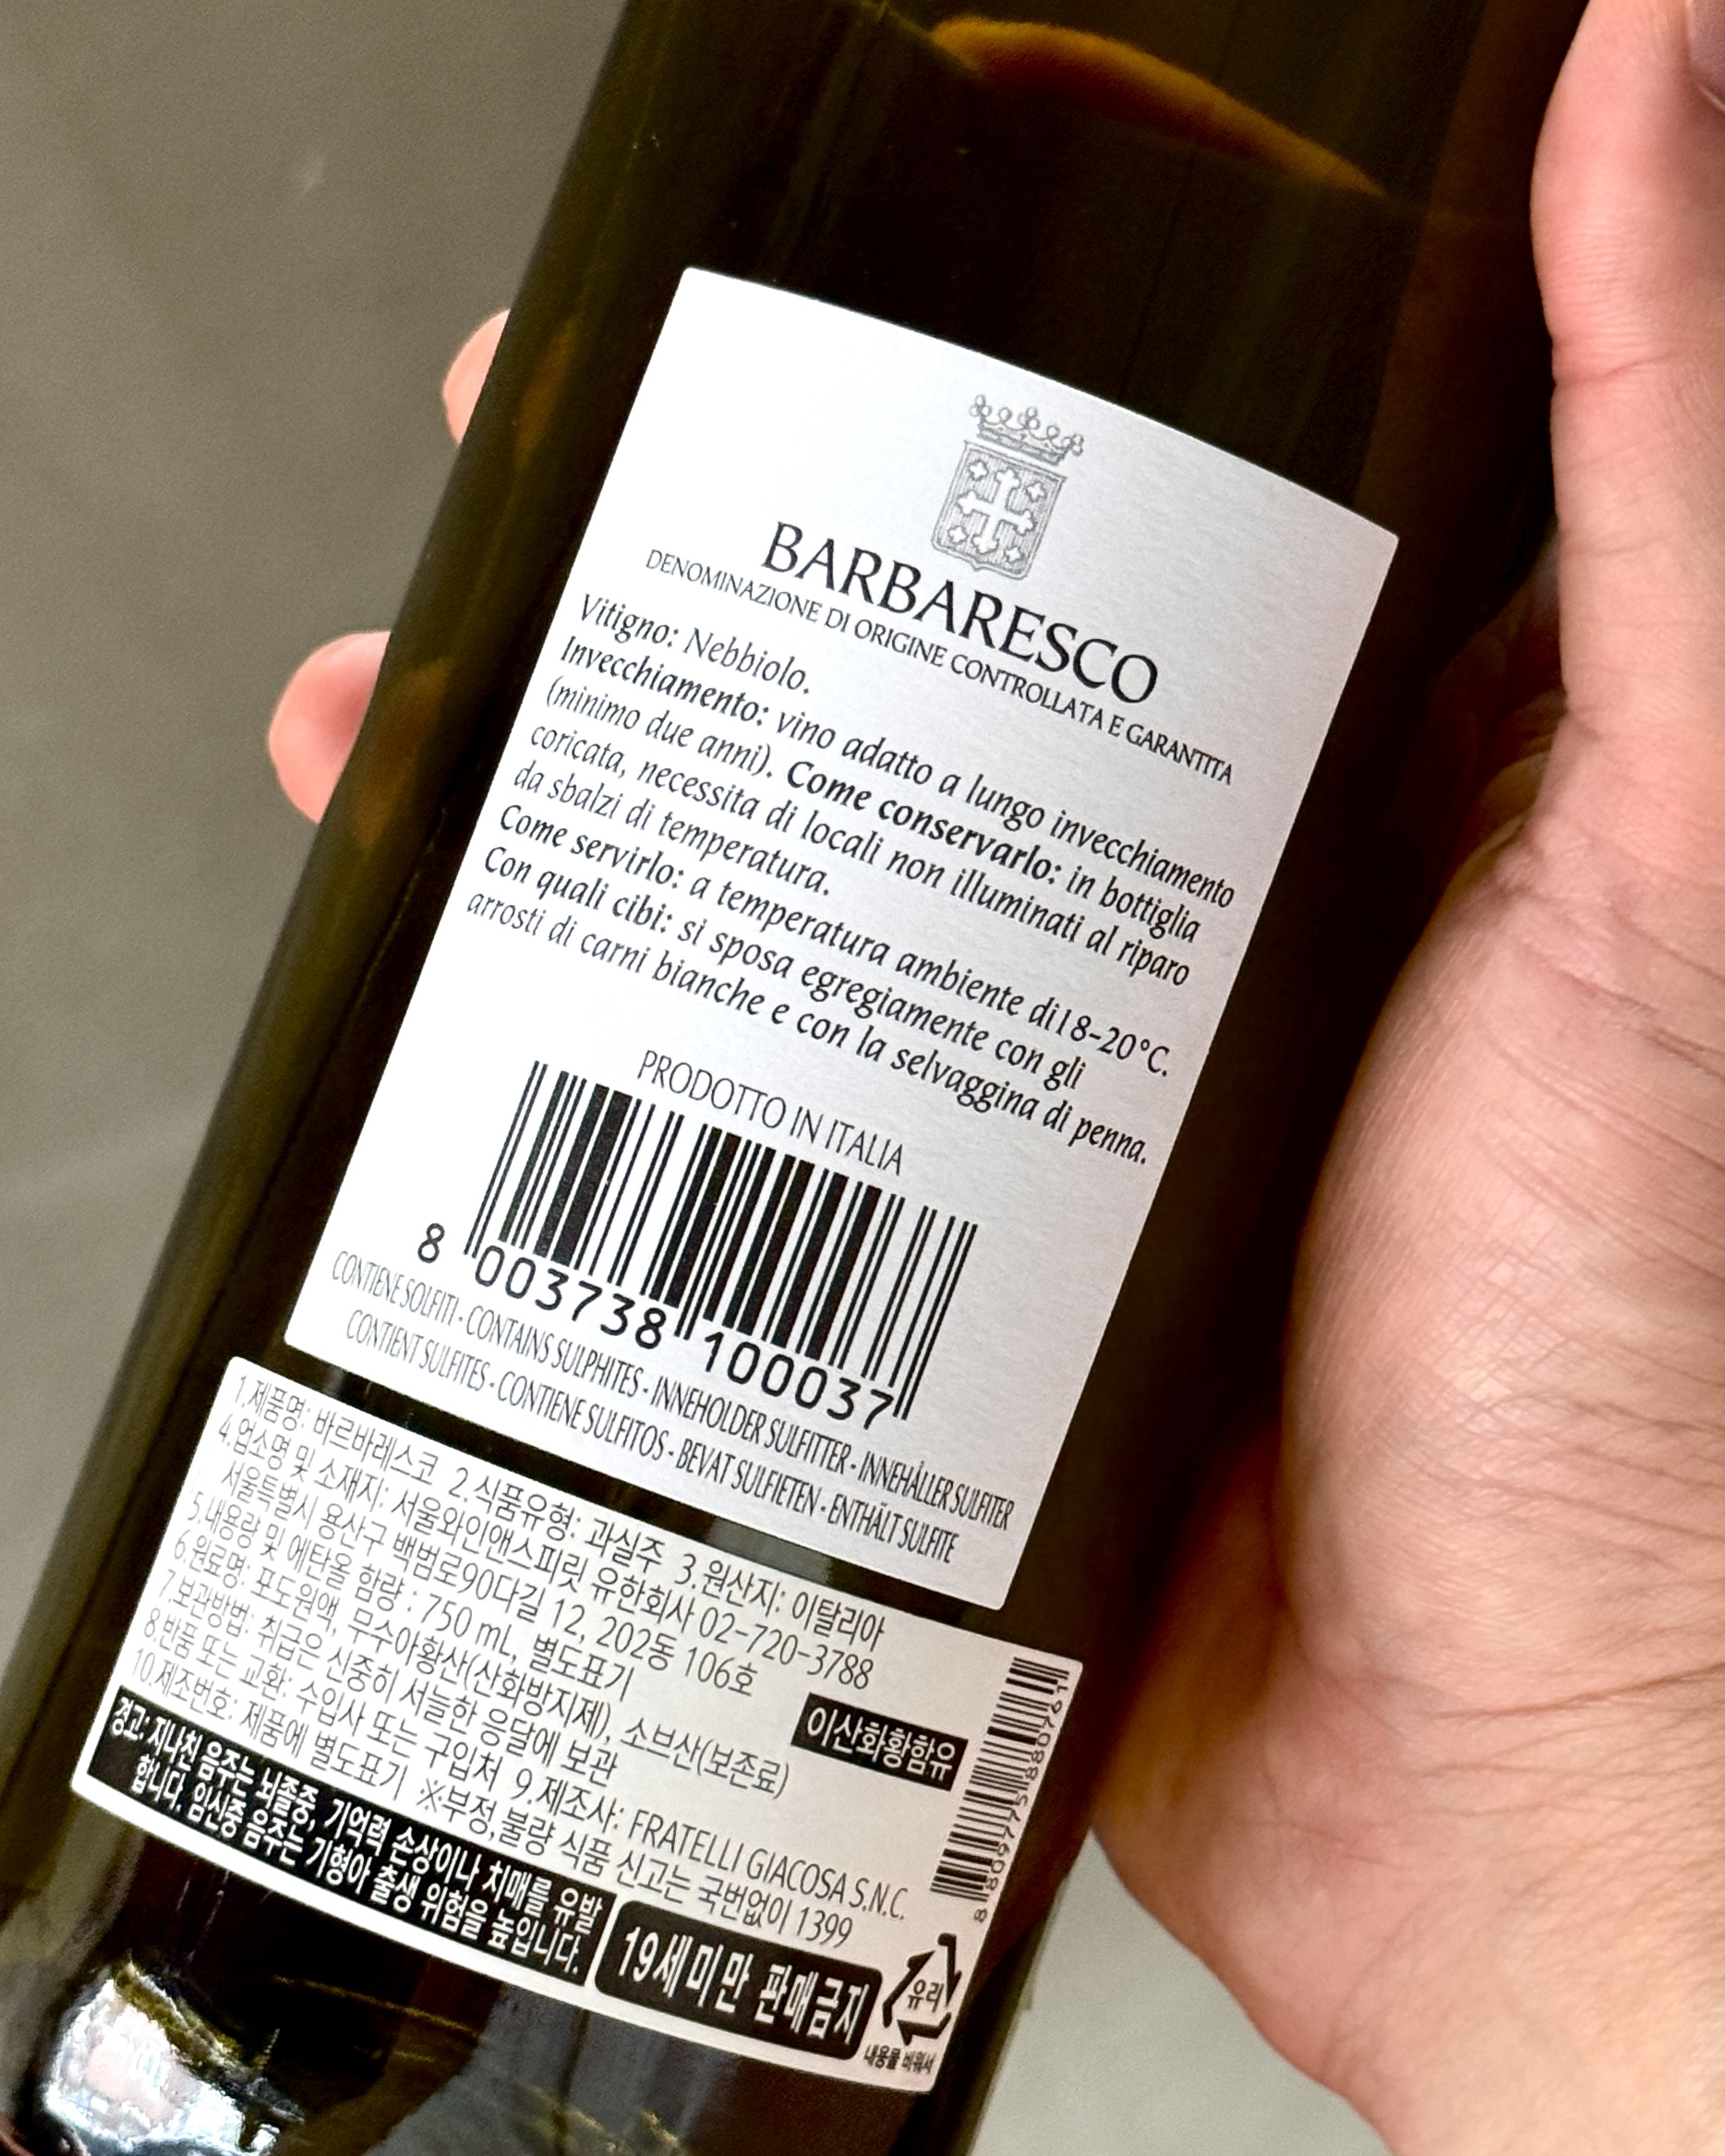 BARBARESCO
DENOMINAZIONE DI ORIGINE CONTROLLATA E GARANTITA
Vitigno: Nebbiolo.
Invecchiamento: vino adatto a lungo invecchiamento
(minimo due anni). Come conservarlo: in bottiglia
coricata, necessita di locali non illuminati al riparo
da sbalzi di temperatura.
Come servirlo: a temperatura ambiente di18-20°C.
Con quali cibi: si sposa egregiamente con gli
arrosti di carni bianche e con la selvaggina di penna.
PRODOTTO IN ITALIA
8 003738 100037
CONTIENE SOLFITI - CONTAINS SULPHITES - INNEHOLDER SULFITTER - INNEHÅLLER SULFITER
CONTIENT SULFITES - CONTIENE SULFITOS - BEVAT SULFIETEN - ENTHÄLT SULFITE
1.제품명: 바르바레스코 2.식품유형: 과실주 3.원산지: 이탈리아
4.업소명 및 소재지: 서울와인앤스피릿 유한회사 02-720-3788
서울특별시 용산구 백범로90다길 12, 202동 106호
5.내용량 및 에탄올 함량 : 750 mL, 별도표기
6.원료명: 포도원액, 무수아황산(산화방지제), 소브산(보존료)
7.보관방법: 취급은 신중히 서늘한 응달에 보관
8.반품 또는 교환: 수입사 또는 구입처 9.제조사: FRATELLI GIACOSA S.N.C.
10.제조번호: 제품에 별도표기 ※부정,불량 식품 신고는 국번없이 1399
이산화황함유
8 809775 880761
경고: 지나친 음주는 뇌졸중, 기억력 손상이나 치매를 유발
합니다. 임신중 음주는 기형아 출생 위험을 높입니다.
19세미만 판매금지
유리
내용물 비워서